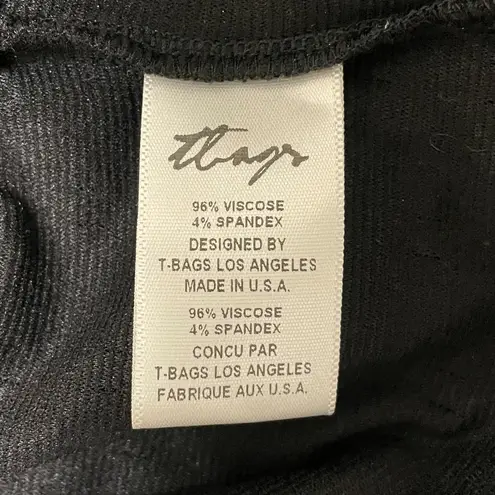 tbags
96% VISCOSE
4% SPANDEX
DESIGNED BY
T-BAGS LOS ANGELES
MADE IN U.S.A.
96% VISCOSE
4% SPANDEX
CONCU PAR
T-BAGS LOS ANGELES
FABRIQUE AUX U.S.A.